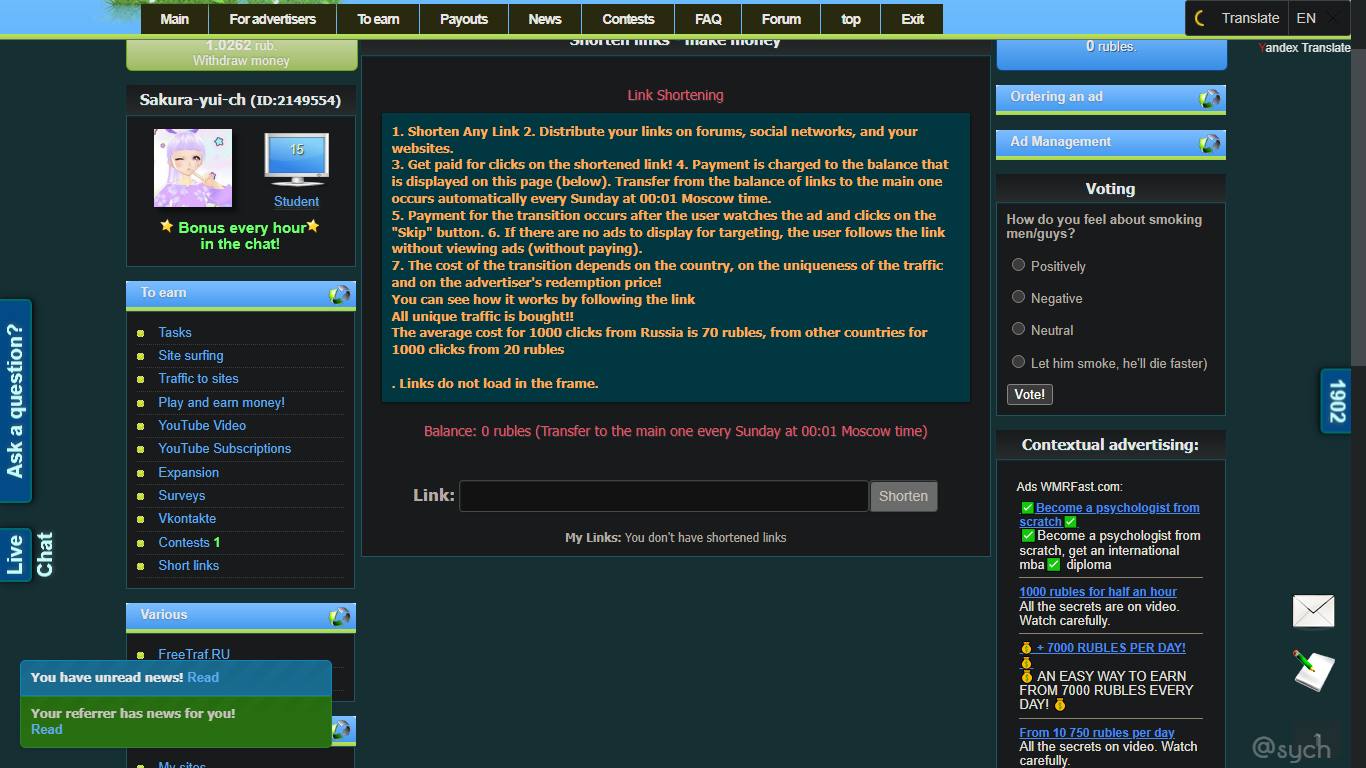 Main
For advertisers
To earn
Payouts
News
Contests
FAQ
Forum
top
Exit
Translate
EN
Yandex Translate
1.0262 rub.
Withdraw money
Sakura-yui-ch (ID:2149554)
15
Student
Bonus every hour
in the chat!
To earn
Tasks
Site surfing
Traffic to sites
Play and earn money!
YouTube Video
YouTube Subscriptions
Expansion
Surveys
Vkontakte
Contests 1
Short links
Various
FreeTraf.RU
You have unread news! Read
Your referrer has news for you!
Read
My sites
Ask a question?
Live
Chat
Shorten links - make money
Link Shortening
1. Shorten Any Link 2. Distribute your links on forums, social networks, and your
websites.
3. Get paid for clicks on the shortened link! 4. Payment is charged to the balance that
is displayed on this page (below). Transfer from the balance of links to the main one
occurs automatically every Sunday at 00:01 Moscow time.
5. Payment for the transition occurs after the user watches the ad and clicks on the
"Skip" button. 6. If there are no ads to display for targeting, the user follows the link
without viewing ads (without paying).
7. The cost of the transition depends on the country, on the uniqueness of the traffic
and on the advertiser's redemption price!
You can see how it works by following the link
All unique traffic is bought!!
The average cost for 1000 clicks from Russia is 70 rubles, from other countries for
1000 clicks from 20 rubles
. Links do not load in the frame.
Balance: 0 rubles (Transfer to the main one every Sunday at 00:01 Moscow time)
Link:
Shorten
My Links: You don't have shortened links
0 rubles.
Ordering an ad
Ad Management
Voting
How do you feel about smoking
men/guys?
Positively
Negative
Neutral
Let him smoke, he'll die faster)
Vote!
1902
Contextual advertising:
Ads WMRFast.com:
✅Become a psychologist from
scratch✅
✅Become a psychologist from
scratch, get an international
mba✅ diploma
1000 rubles for half an hour
All the secrets are on video.
Watch carefully.
💰 + 7000 RUBLES PER DAY!
💰
💰 AN EASY WAY TO EARN
FROM 7000 RUBLES EVERY
DAY! 💰
From 10 750 rubles per day
All the secrets on video. Watch
carefully.
@sych